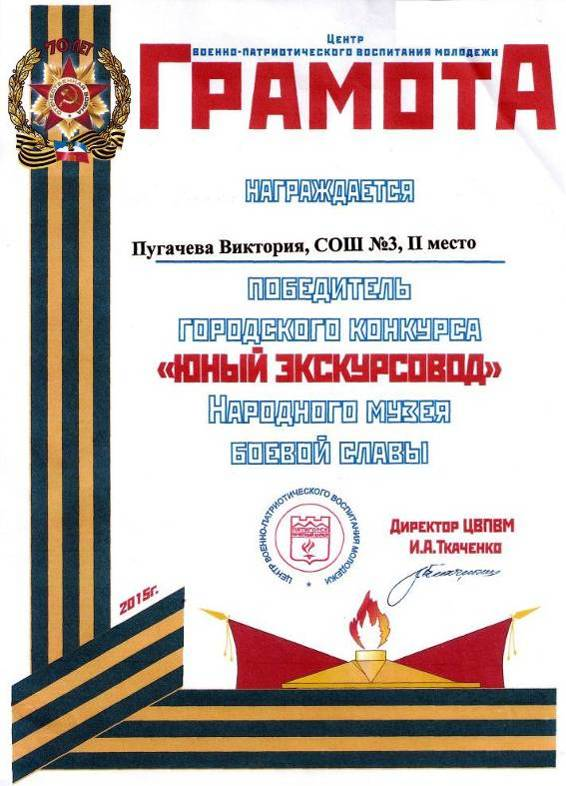 70 ЛЕТ
Центр
военно-патриотического воспитания молодежи
Грамота
награждается
Пугачева Виктория, СОШ №3, II место
победитель
городского конкурса
«Юный экскурсовод»
Народного музея
боевой славы
ЦЕНТР ВОЕННО-ПАТРИОТИЧЕСКОГО ВОСПИТАНИЯ МОЛОДЕЖИ
ПЯТИГОРСК
Директор ЦВПВМ
И.А.Ткаченко
2015г.